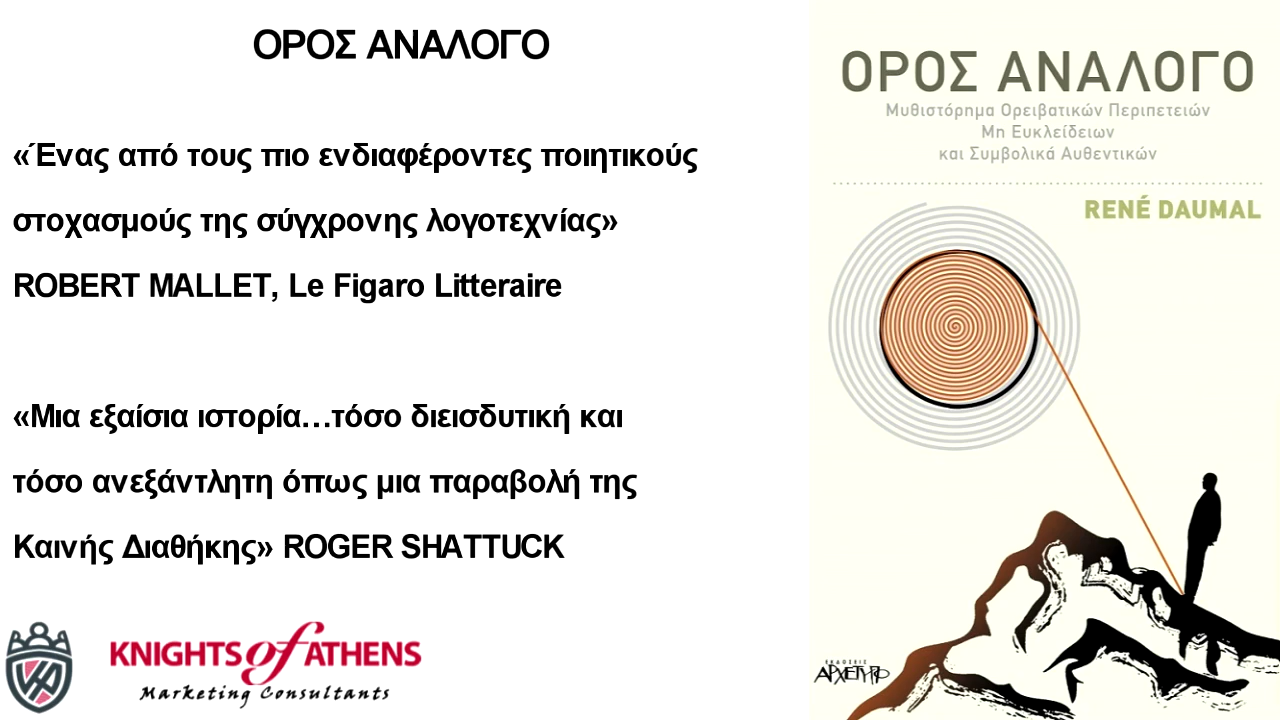 ΟΡΟΣ ΑΝΑΛΟΓΟ
«Ένας από τους πιο ενδιαφέροντες ποιητικούς
στοχασμούς της σύγχρονης λογοτεχνίας»
ROBERT MALLET, Le Figaro Litteraire
«Μια εξαίσια ιστορία…τόσο διεισδυτική και
τόσο ανεξάντλητη όπως μια παραβολή της
Καινής Διαθήκης» ROGER SHATTUCK
KNIGHTS of ATHENS
Marketing Consultants
ΟΡΟΣ ΑΝΑΛΟΓΟ
Μυθιστόρημα Ορειβατικών Περιπετειών
Μη Ευκλείδειων
και Συμβολικά Αυθεντικών
RENÉ DAUMAL
ΕΚΔΟΣΕΙΣ
ΑΡΧΕΤΥΠΟ